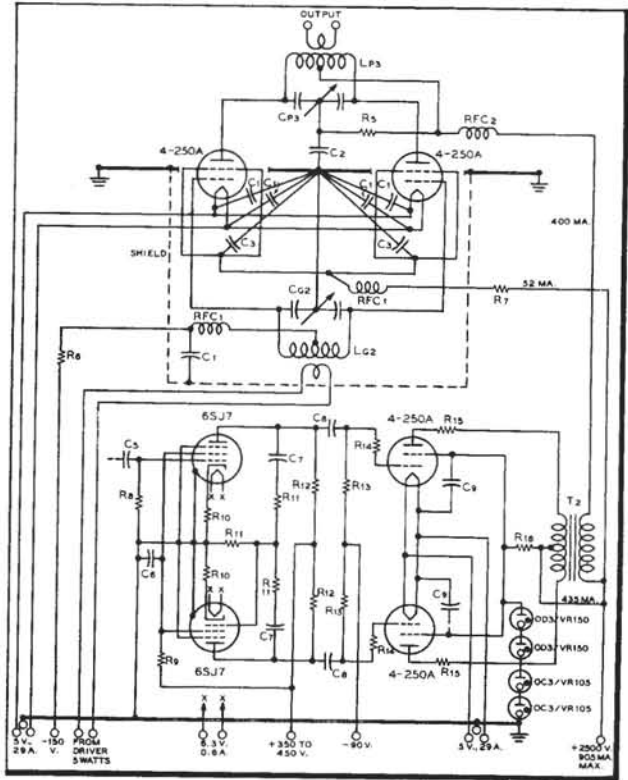 OUTPUT
LP3
CP3
R5
RFC2
4-250A
C2
4-250A
C1
C1
C1
C1
400 MA.
C3
C3
SHIELD
CG2
RFC1
52 MA.
R7
RFC1
LG2
R6
C1
6SJ7
C8
4-250A
R15
C5
C7
R14
R8
R12
R13
C9
T2
R10
R11
R11
R18
C6
R10
R11
R12
R13
C9
435 MA.
C7
OD3/VR150
OD3/VR150
R9
6SJ7
C8
R14
4-250A
R15
OC3/VR105
OC3/VR105
X X
X X
X X
5 V., 29 A.
-150 V.
FROM DRIVER 5 WATTS
6.3 V. 0.6 A.
+350 TO 450 V.
-90 V.
5 V., 29 A.
+2500 V. 905 MA. MAX.